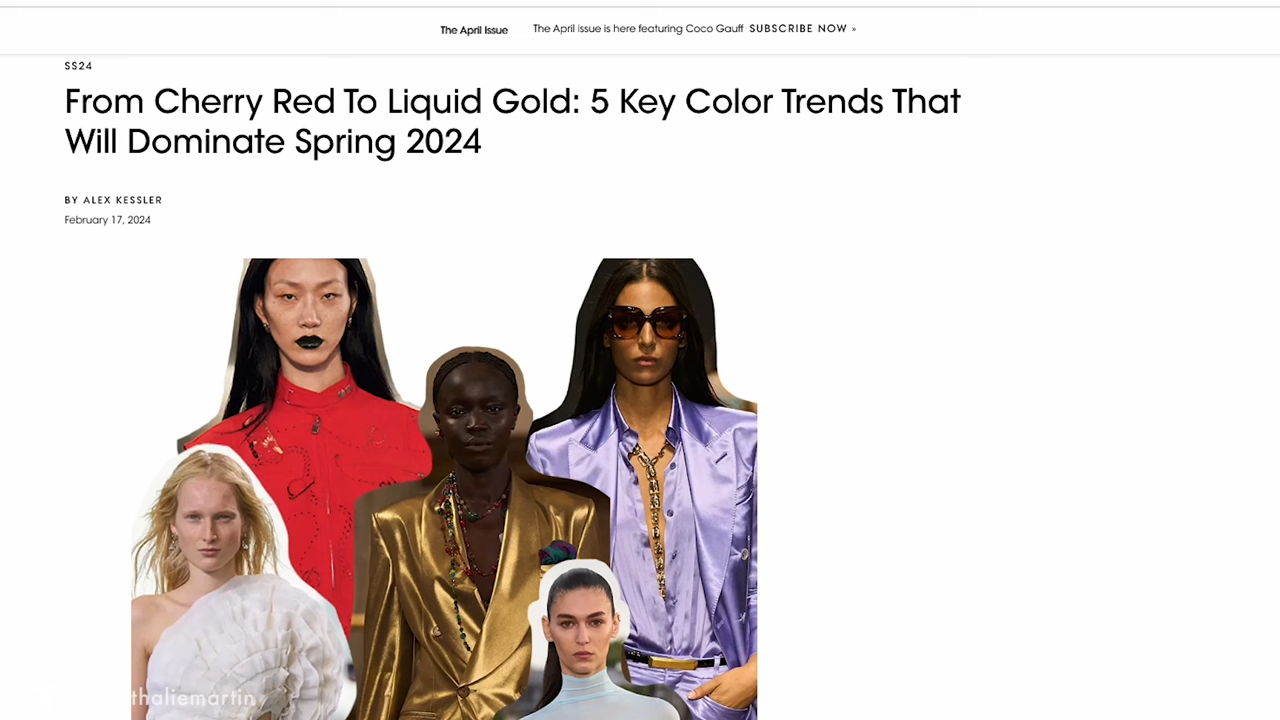 The April Issue The April issue is here featuring Coco Gauff SUBSCRIBE NOW »
SS24
From Cherry Red To Liquid Gold: 5 Key Color Trends That
Will Dominate Spring 2024
BY ALEX KESSLER
February 17, 2024
thaliemartin